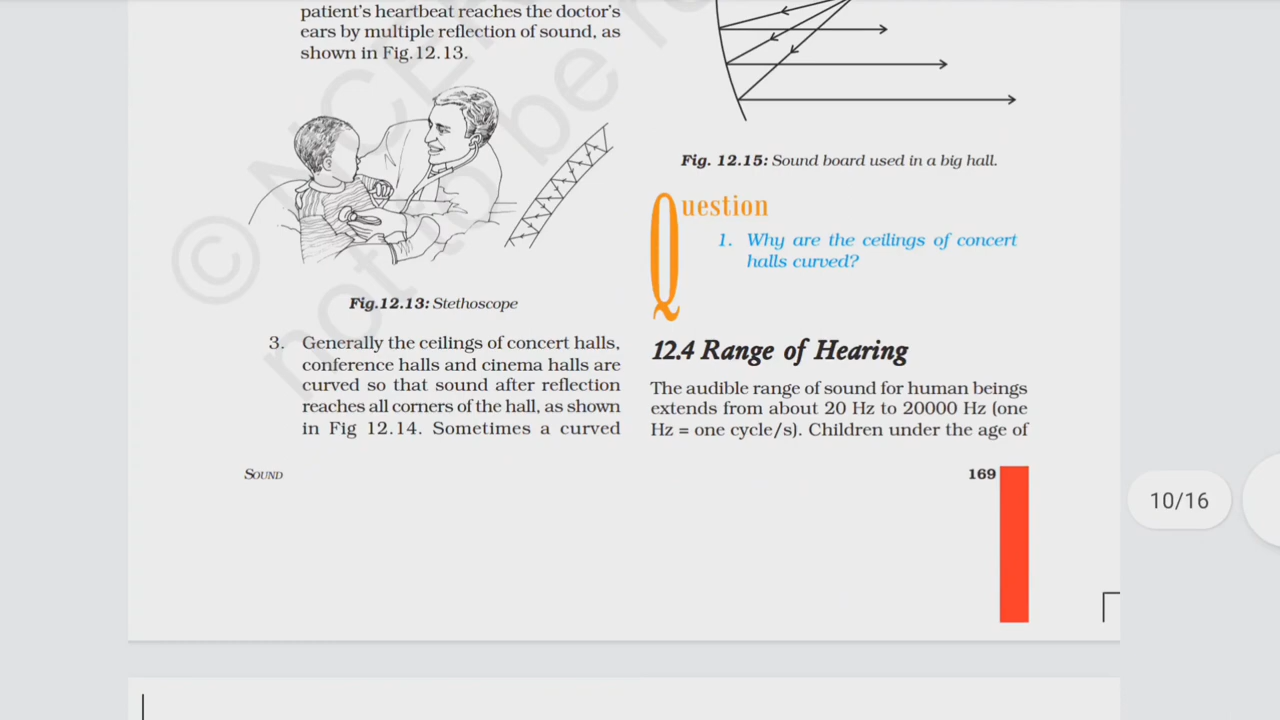 patient's heartbeat reaches the doctor's
ears by multiple reflection of sound, as
shown in Fig.12.13.
Fig.12.13: Stethoscope
3. Generally the ceilings of concert halls,
conference halls and cinema halls are
curved so that sound after reflection
reaches all corners of the hall, as shown
in Fig 12.14. Sometimes a curved
Fig. 12.15: Sound board used in a big hall.
Question
1. Why are the ceilings of concert
halls curved?
12.4 Range of Hearing
The audible range of sound for human beings
extends from about 20 Hz to 20000 Hz (one
Hz = one cycle/s). Children under the age of
SOUND
169
10/16
© NCE
not to be re